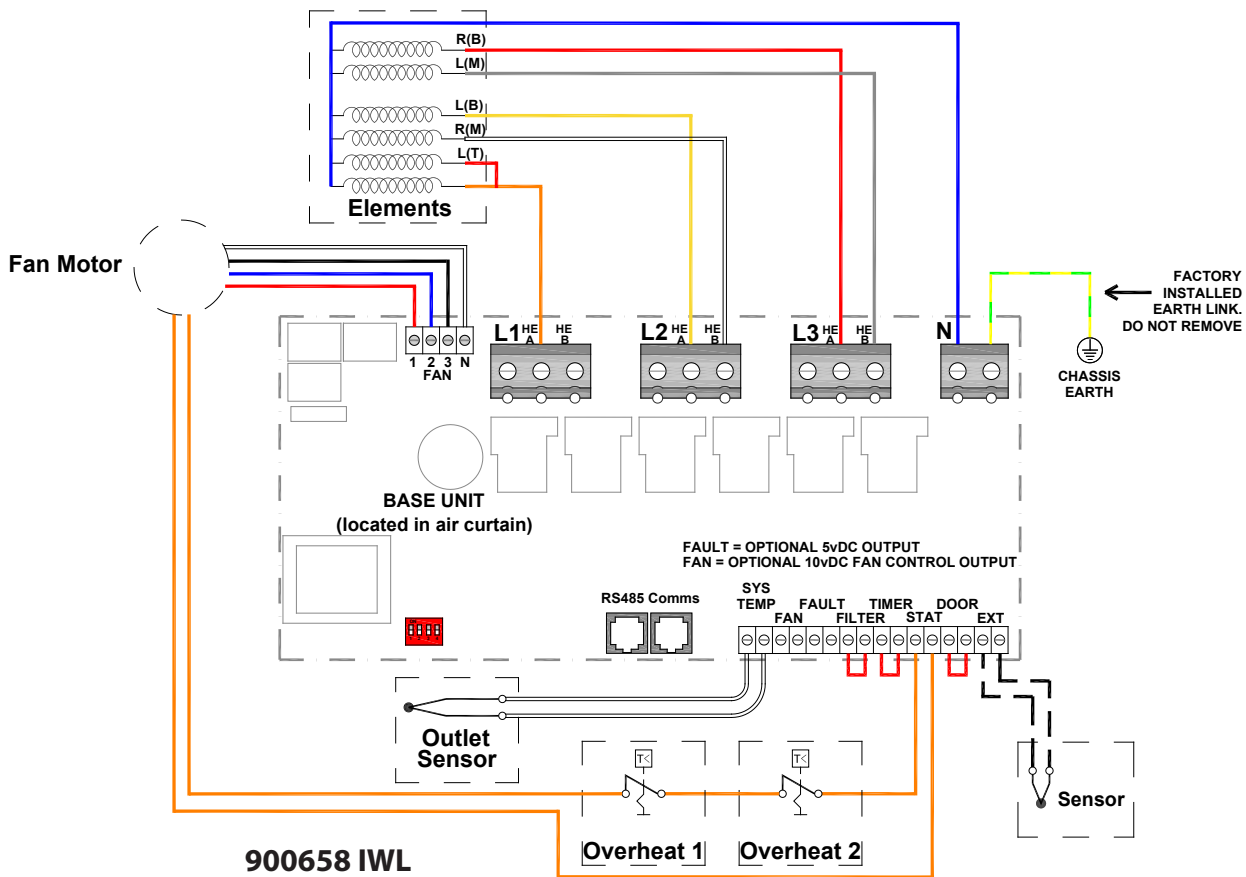 R(B)
L(M)
L(B)
R(M)
L(T)
Elements
Fan Motor
FACTORY
INSTALLED
EARTH LINK.
DO NOT REMOVE
CHASSIS
EARTH
1 2 3 N
FAN
L1 HE A HE B
L2 HE A HE B
L3 HE A HE B
N
BASE UNIT
(located in air curtain)
FAULT = OPTIONAL 5vDC OUTPUT
FAN = OPTIONAL 10vDC FAN CONTROL OUTPUT
RS485 Comms
SYS
TEMP
FAN
FAULT
FILTER
TIMER
STAT
DOOR
EXT
Outlet
Sensor
T<
T<
Overheat 1
Overheat 2
Sensor
900658 IWL